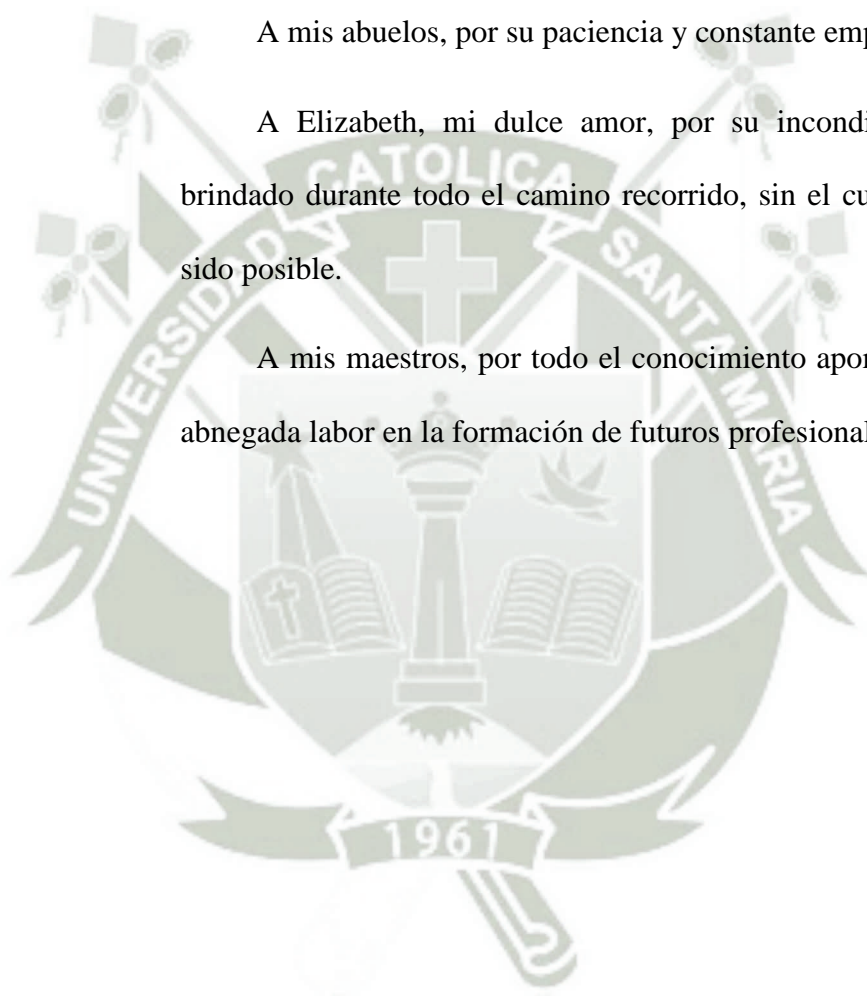 A mis abuelos, por su paciencia y constante emp
A Elizabeth, mi dulce amor, por su incondi
brindado durante todo el camino recorrido, sin el cu
sido posible.
A mis maestros, por todo el conocimiento apor
abnegada labor en la formación de futuros profesional
UNIVERSIDAD
CATOLICA
SANTA MARIA
1961